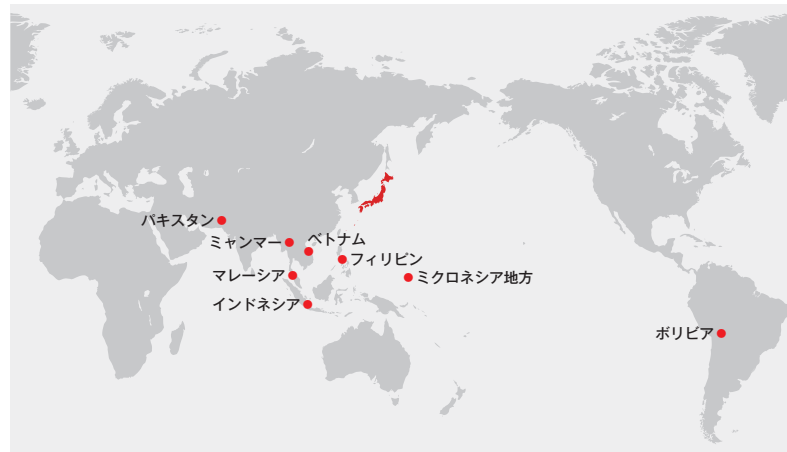 パキスタン
ミャンマー
ベトナム
フィリピン
マレーシア
ミクロネシア地方
インドネシア
ボリビア